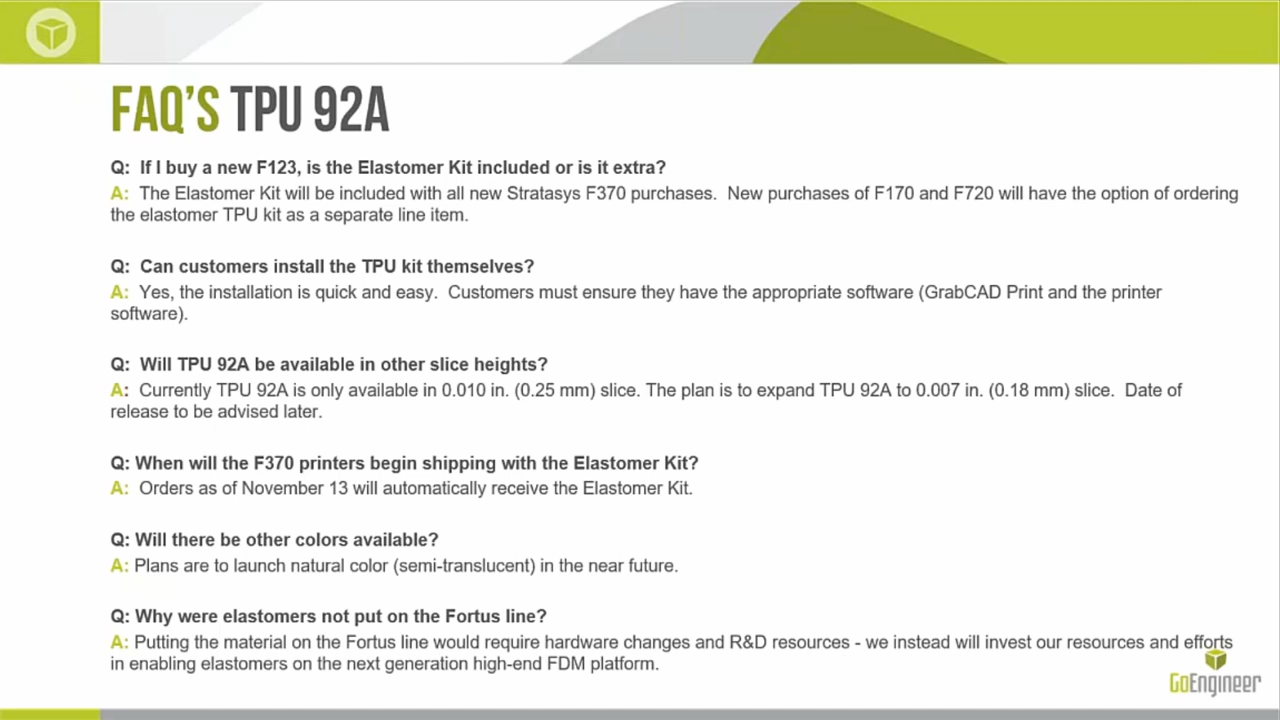 FAQ'S TPU 92A
Q: If I buy a new F123, is the Elastomer Kit included or is it extra?
A: The Elastomer Kit will be included with all new Stratasys F370 purchases. New purchases of F170 and F720 will have the option of ordering
the elastomer TPU kit as a separate line item.
Q: Can customers install the TPU kit themselves?
A: Yes, the installation is quick and easy. Customers must ensure they have the appropriate software (GrabCAD Print and the printer
software).
Q: Will TPU 92A be available in other slice heights?
A: Currently TPU 92A is only available in 0.010 in. (0.25 mm) slice. The plan is to expand TPU 92A to 0.007 in. (0.18 mm) slice. Date of
release to be advised later.
Q: When will the F370 printers begin shipping with the Elastomer Kit?
A: Orders as of November 13 will automatically receive the Elastomer Kit.
Q: Will there be other colors available?
A: Plans are to launch natural color (semi-translucent) in the near future.
Q: Why were elastomers not put on the Fortus line?
A: Putting the material on the Fortus line would require hardware changes and R&D resources - we instead will invest our resources and efforts
in enabling elastomers on the next generation high-end FDM platform.
GoEngineer